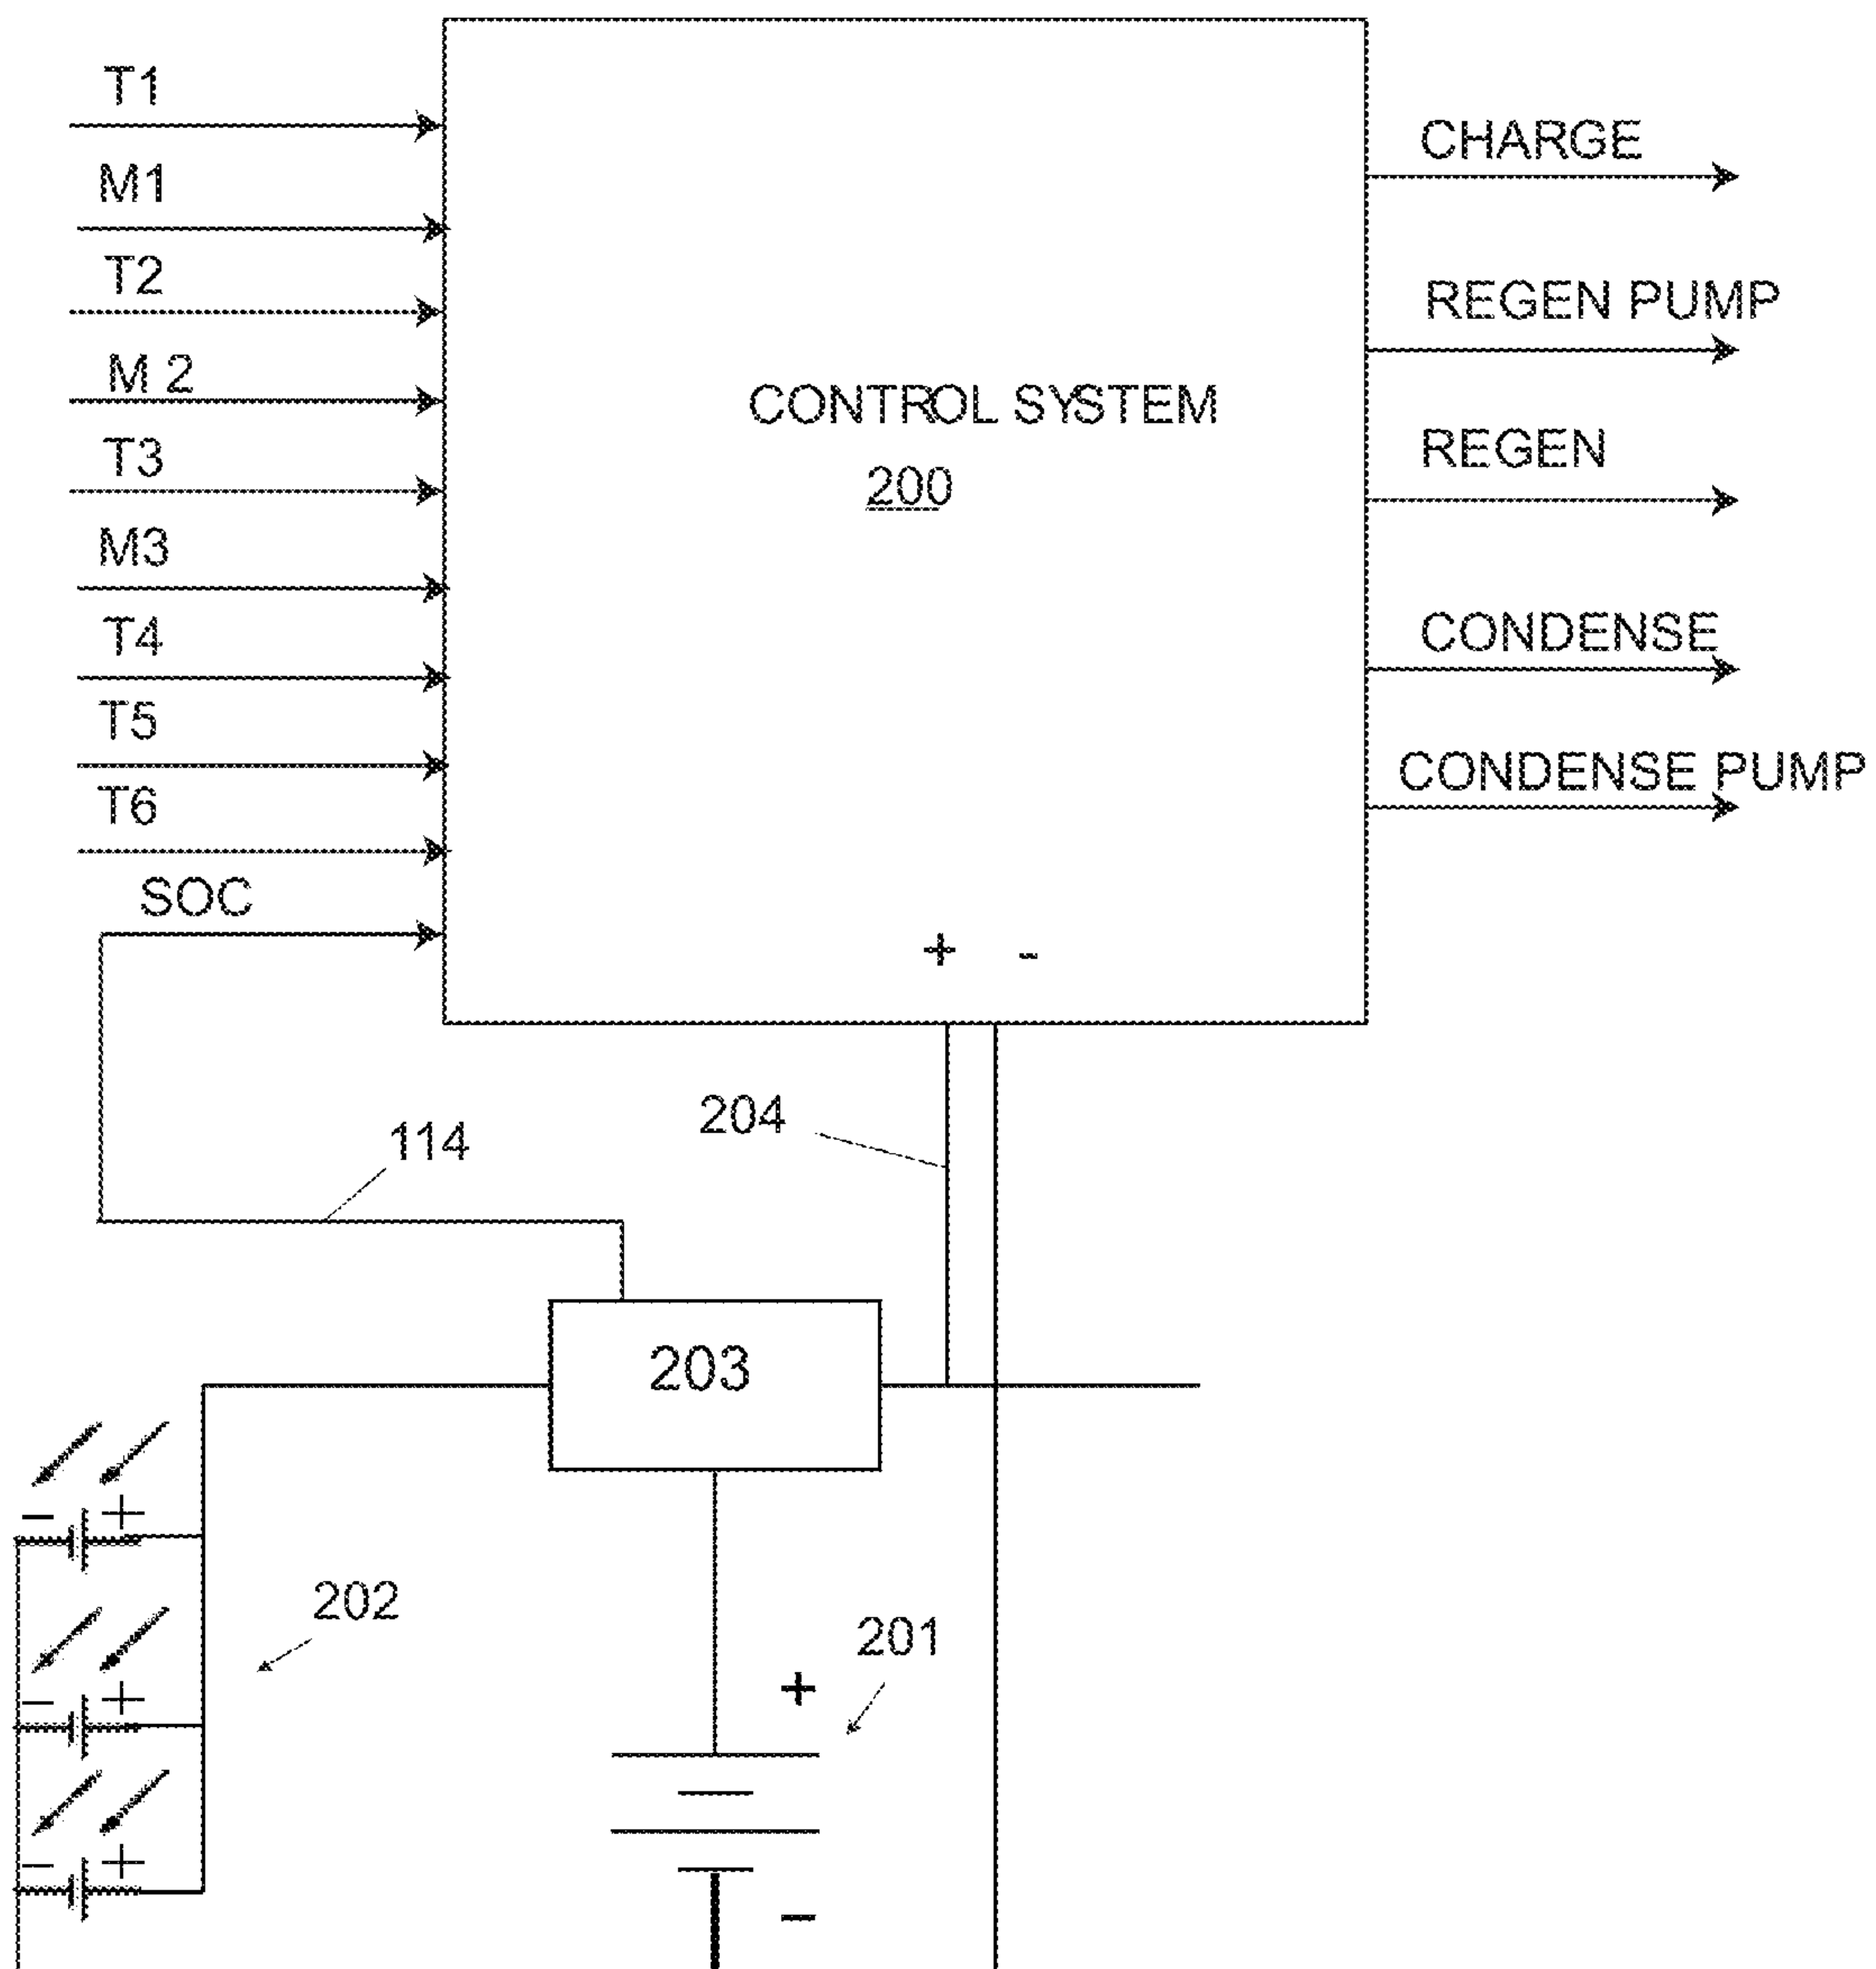 T1
M1
T2
M 2
T3
M3
T4
T5
T6
SOC
CONTROL SYSTEM
200
+ -
CHARGE
REGEN PUMP
REGEN
CONDENSE
CONDENSE PUMP
114
204
203
- +
- +
- +
202
201
+
-